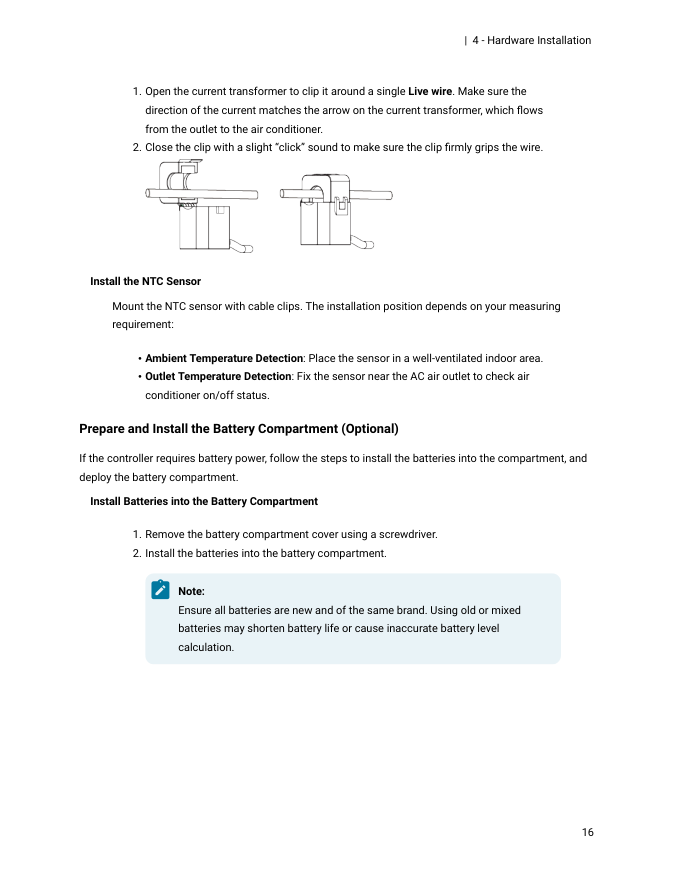 | 4 - Hardware Installation
1. Open the current transformer to clip it around a single Live wire. Make sure the
direction of the current matches the arrow on the current transformer, which flows
from the outlet to the air conditioner.
2. Close the clip with a slight “click” sound to make sure the clip firmly grips the wire.
Install the NTC Sensor
Mount the NTC sensor with cable clips. The installation position depends on your measuring
requirement:
• Ambient Temperature Detection: Place the sensor in a well-ventilated indoor area.
• Outlet Temperature Detection: Fix the sensor near the AC air outlet to check air
conditioner on/off status.
Prepare and Install the Battery Compartment (Optional)
If the controller requires battery power, follow the steps to install the batteries into the compartment, and
deploy the battery compartment.
Install Batteries into the Battery Compartment
1. Remove the battery compartment cover using a screwdriver.
2. Install the batteries into the battery compartment.
Note:
Ensure all batteries are new and of the same brand. Using old or mixed
batteries may shorten battery life or cause inaccurate battery level
calculation.
16